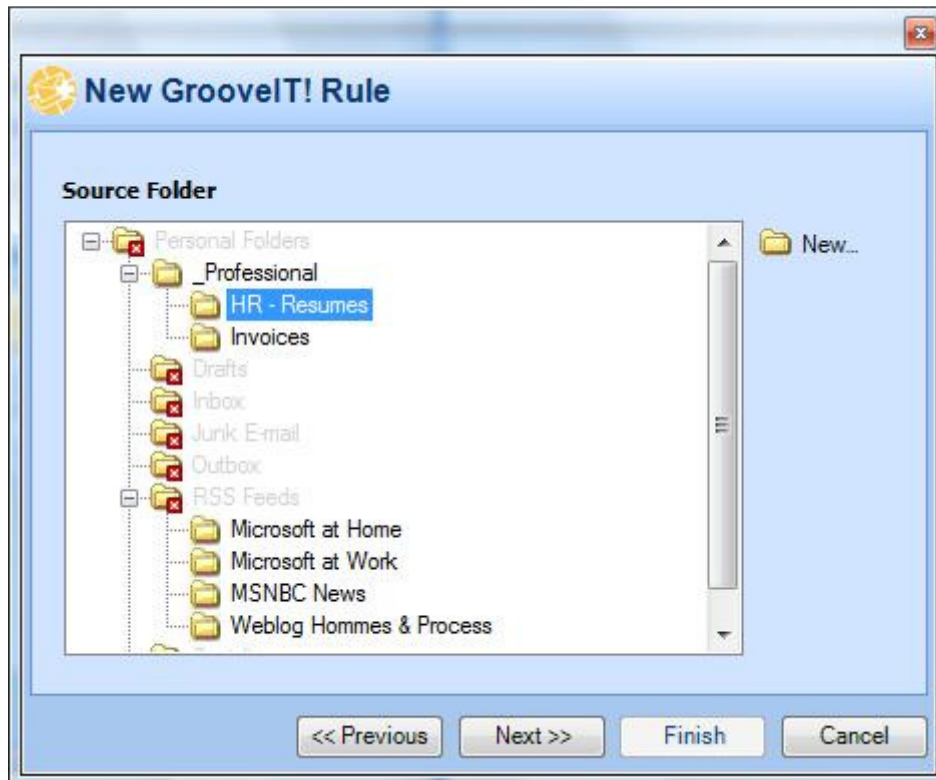 New GrooveIT! Rule
Source Folder
Personal Folders
New...
_Professional
HR - Resumes
Invoices
Drafts
Inbox
Junk E-mail
Outbox
RSS Feeds
Microsoft at Home
Microsoft at Work
MSNBC News
Weblog Hommes & Process
<< Previous
Next >>
Finish
Cancel